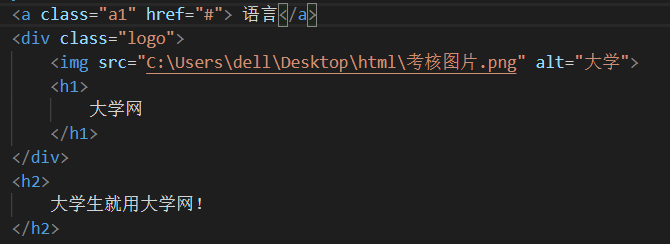 <a class="a1" href="#"> 语言</a>
<div class="logo">
<img src="C:\Users\dell\Desktop\html\考核图片.png" alt="大学">
<h1>
大学网
</h1>
</div>
<h2>
大学生就用大学网！
</h2>